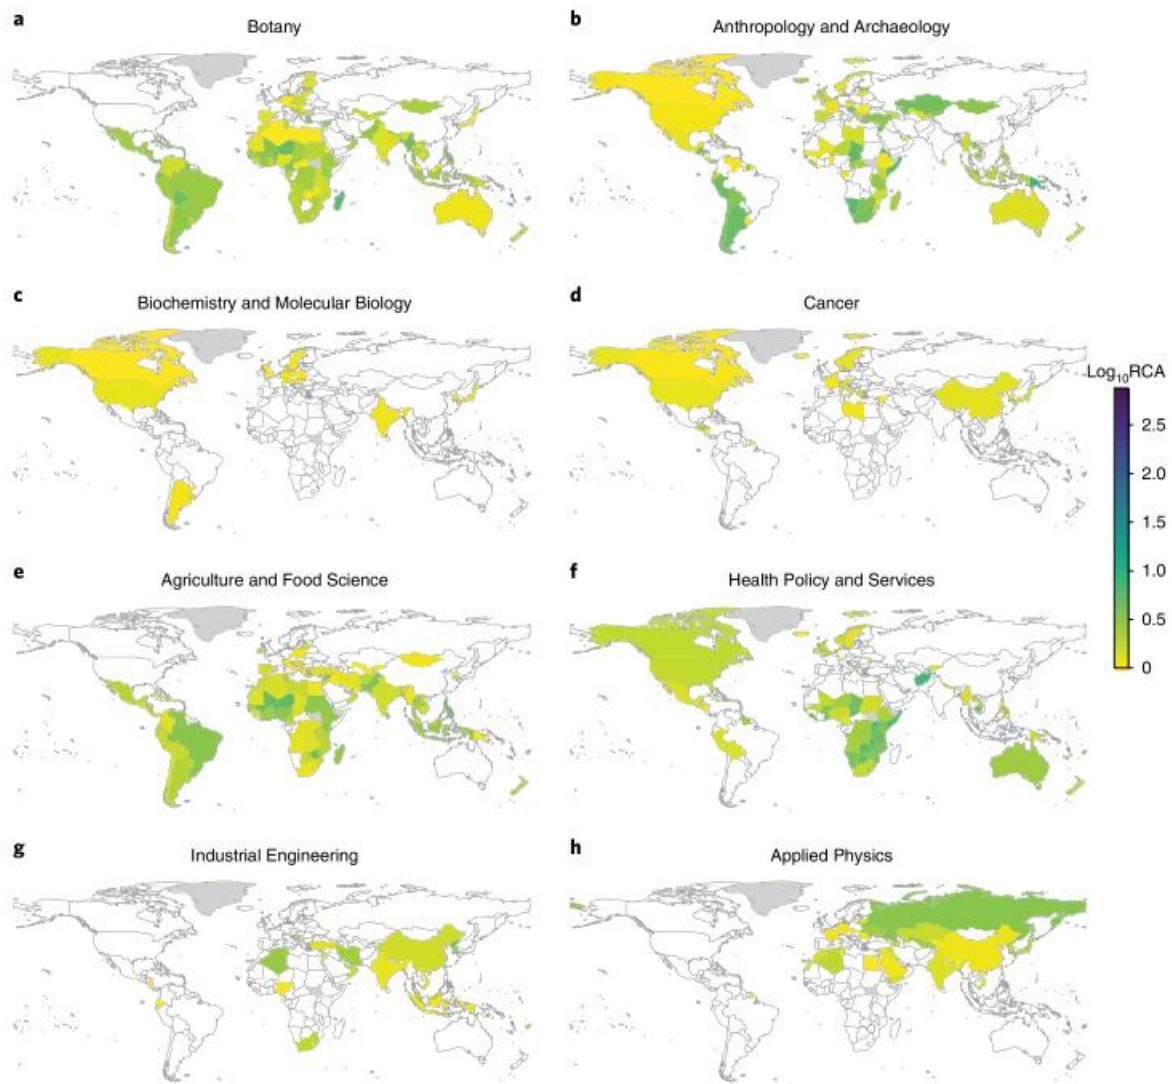 a
Botany
b
Anthropology and Archaeology
c
Biochemistry and Molecular Biology
d
Cancer
Log10RCA
2.5
2.0
1.5
1.0
0.5
0
e
Agriculture and Food Science
f
Health Policy and Services
g
Industrial Engineering
h
Applied Physics